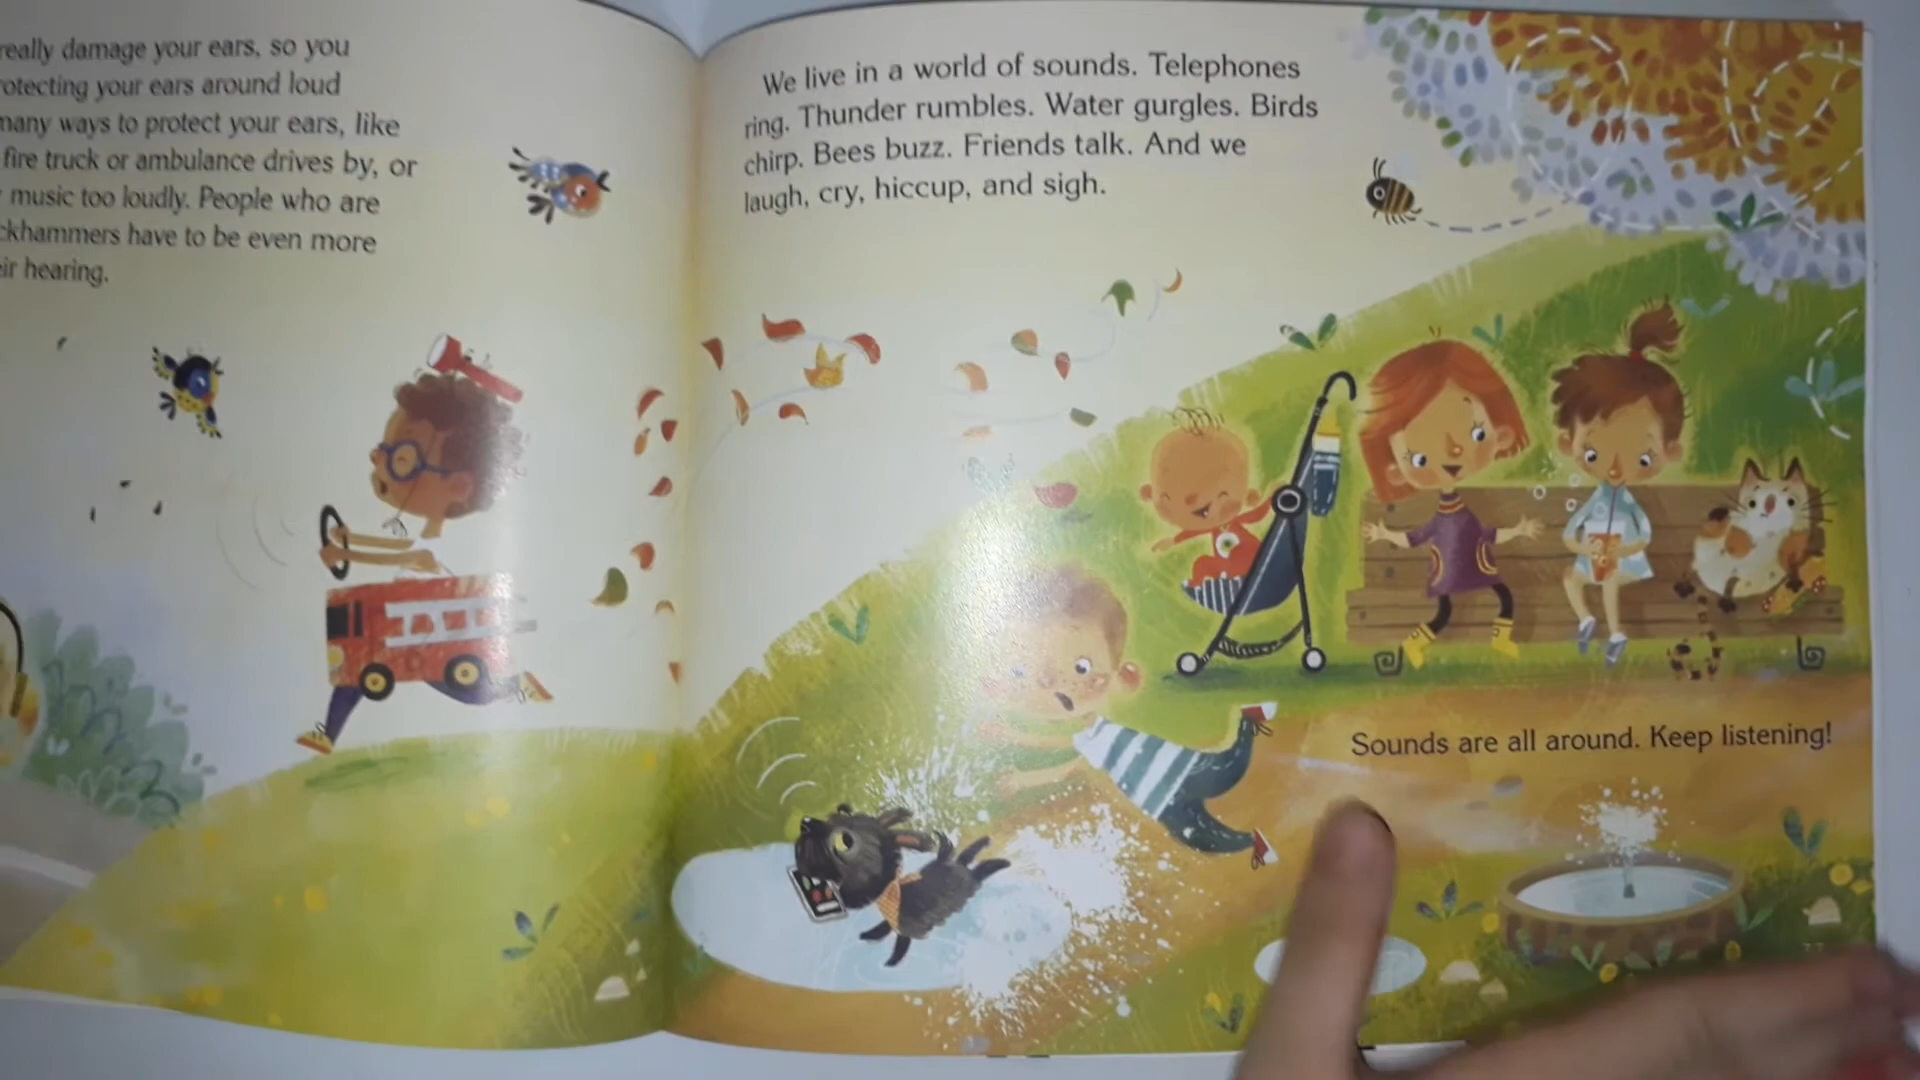 really damage your ears, so you
otecting your ears around loud
many ways to protect your ears, like
fire truck or ambulance drives by, or
music too loudly. People who are
ckhammers have to be even more
eir hearing.
We live in a world of sounds. Telephones
ring. Thunder rumbles. Water gurgles. Birds
chirp. Bees buzz. Friends talk. And we
laugh, cry, hiccup, and sigh.
Sounds are all around. Keep listening!